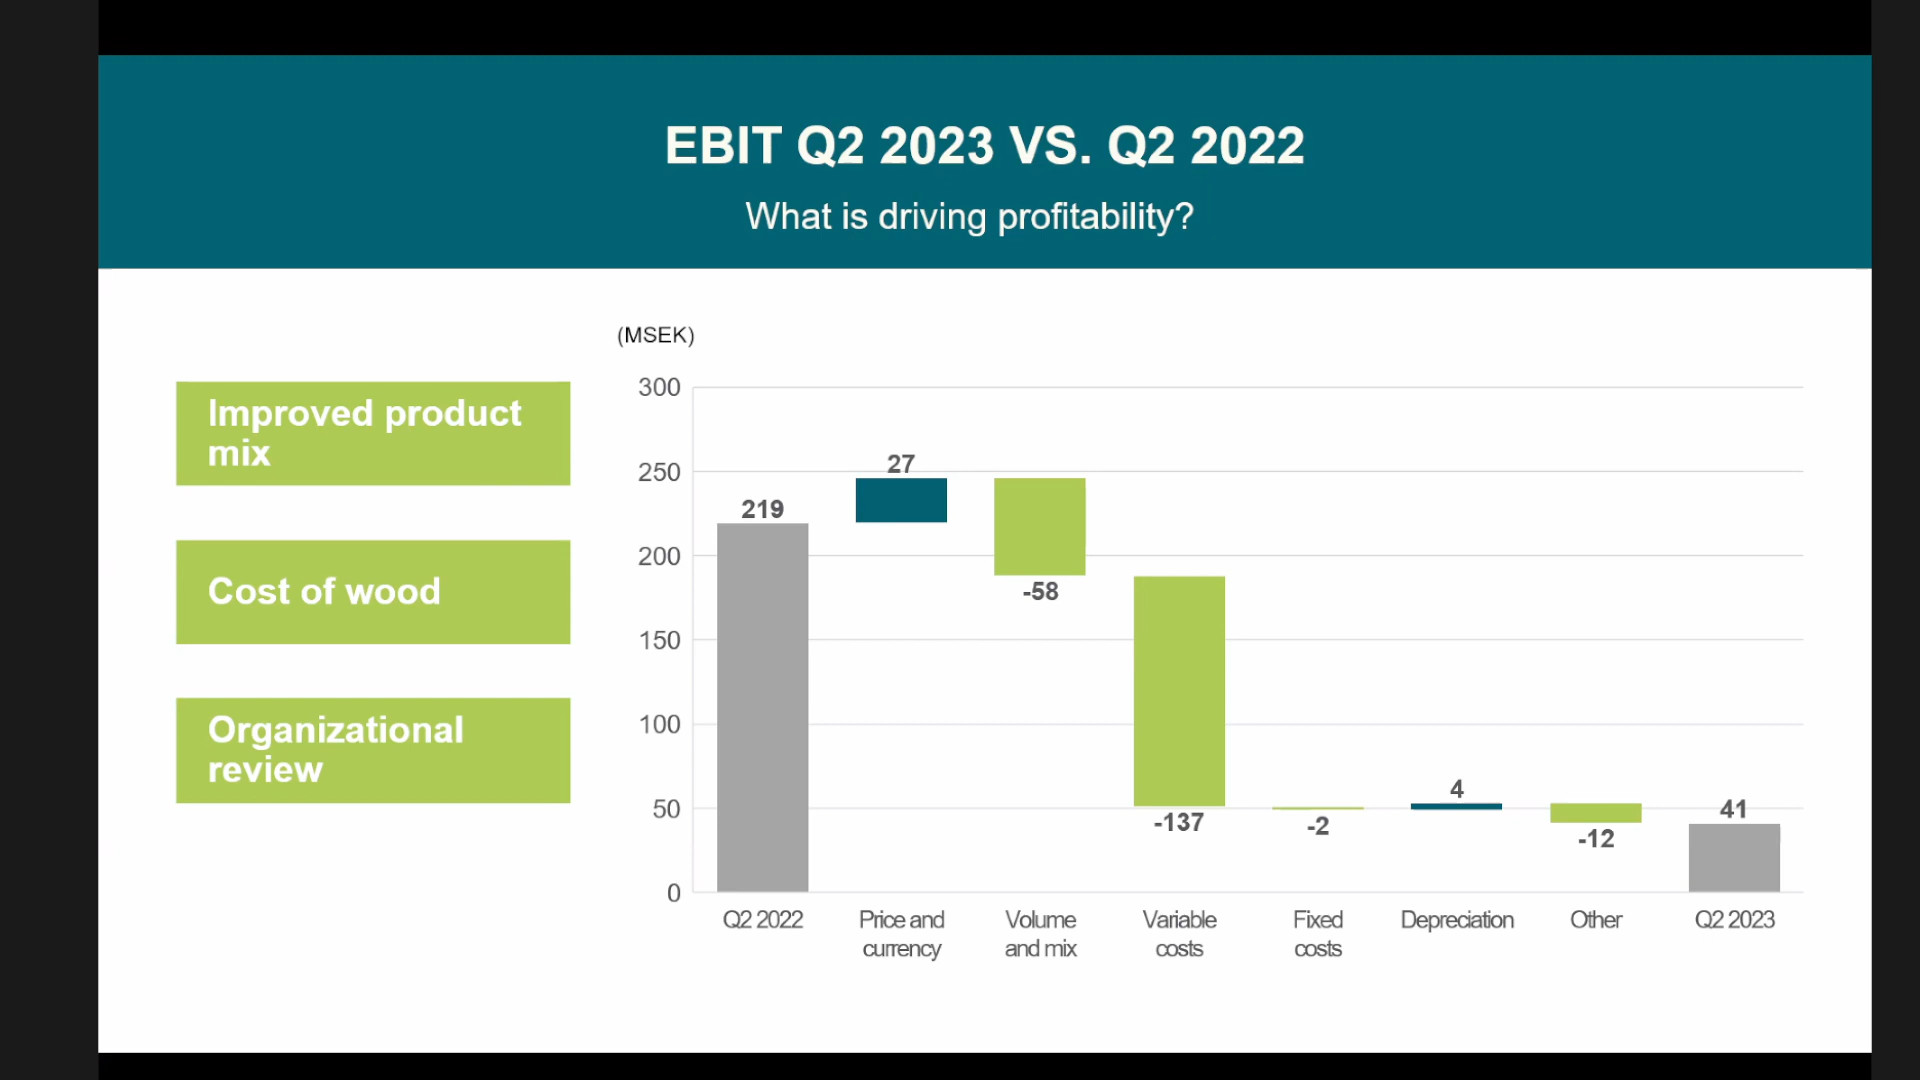 EBIT Q2 2023 VS. Q2 2022
What is driving profitability?
Improved product
mix
Cost of wood
Organizational
review
(MSEK)
300
250
200
150
100
50
0
219
27
-58
-137
-2
4
-12
41
Q2 2022
Price and
currency
Volume
and mix
Variable
costs
Fixed
costs
Depreciation
Other
Q2 2023